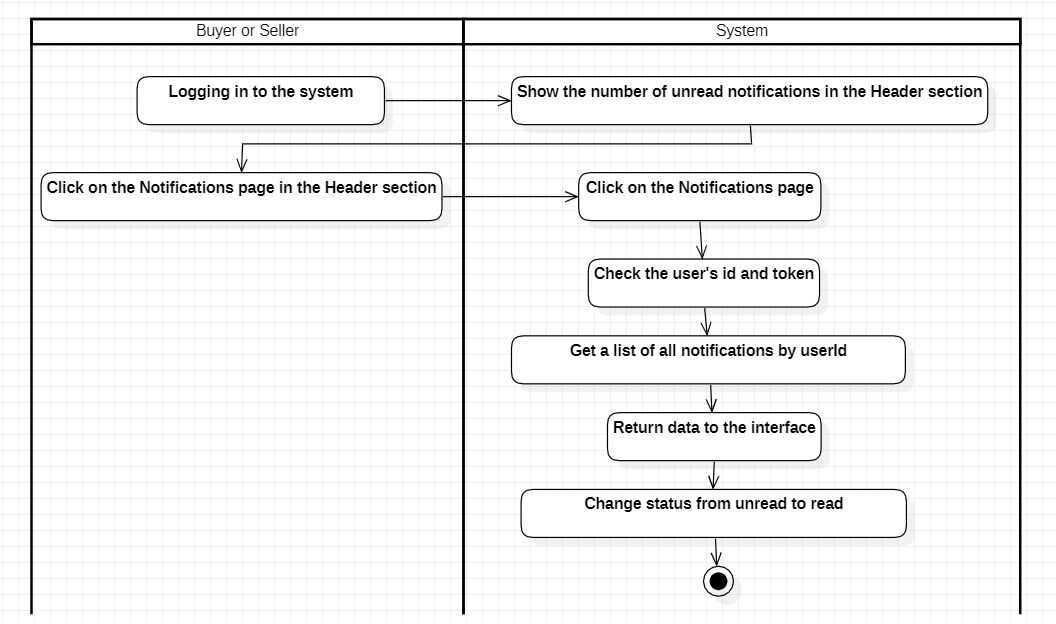 Buyer or Seller
System
Logging in to the system
Show the number of unread notifications in the Header section
Click on the Notifications page in the Header section
Click on the Notifications page
Check the user's id and token
Get a list of all notifications by userId
Return data to the interface
Change status from unread to read